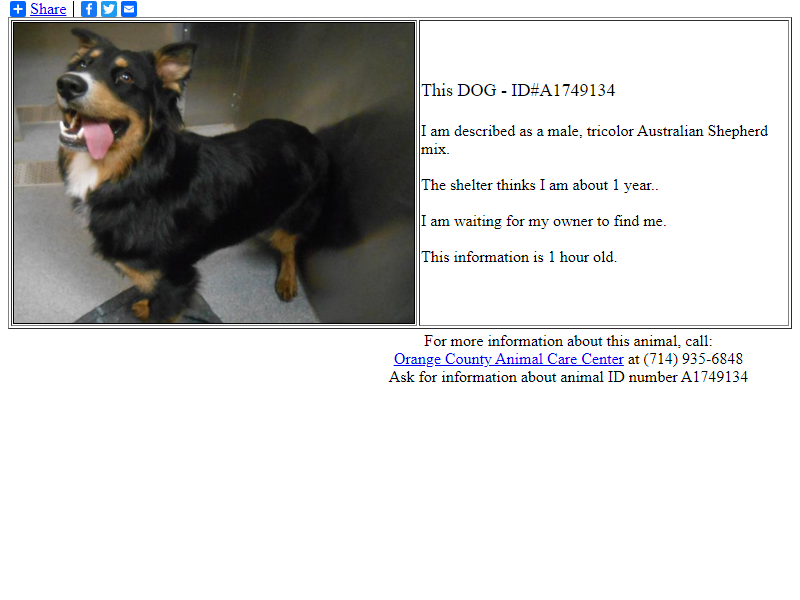 Share |
This DOG - ID#A1749134
I am described as a male, tricolor Australian Shepherd
mix.
The shelter thinks I am about 1 year..
I am waiting for my owner to find me.
This information is 1 hour old.
For more information about this animal, call:
Orange County Animal Care Center at (714) 935-6848
Ask for information about animal ID number A1749134